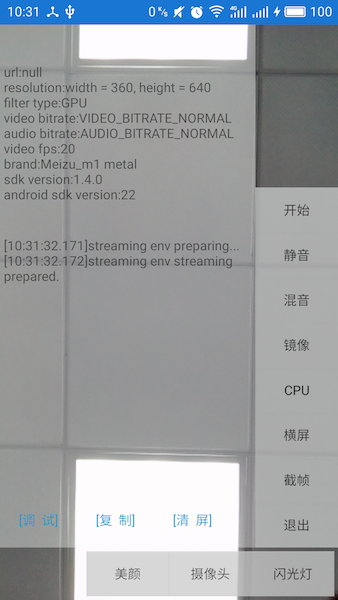 10:31
0 K/s
4G
100
url:null
resolution:width = 360, height = 640
filter type:GPU
video bitrate:VIDEO_BITRATE_NORMAL
audio bitrate:AUDIO_BITRATE_NORMAL
video fps:20
brand:Meizu_m1 metal
sdk version:1.4.0
android sdk version:22
[10:31:32.171]streaming env preparing...
[10:31:32.172]streaming env streaming
prepared.
开始
静音
混音
镜像
CPU
横屏
截帧
退出
[调 试]
[复 制]
[清 屏]
美颜
摄像头
闪光灯